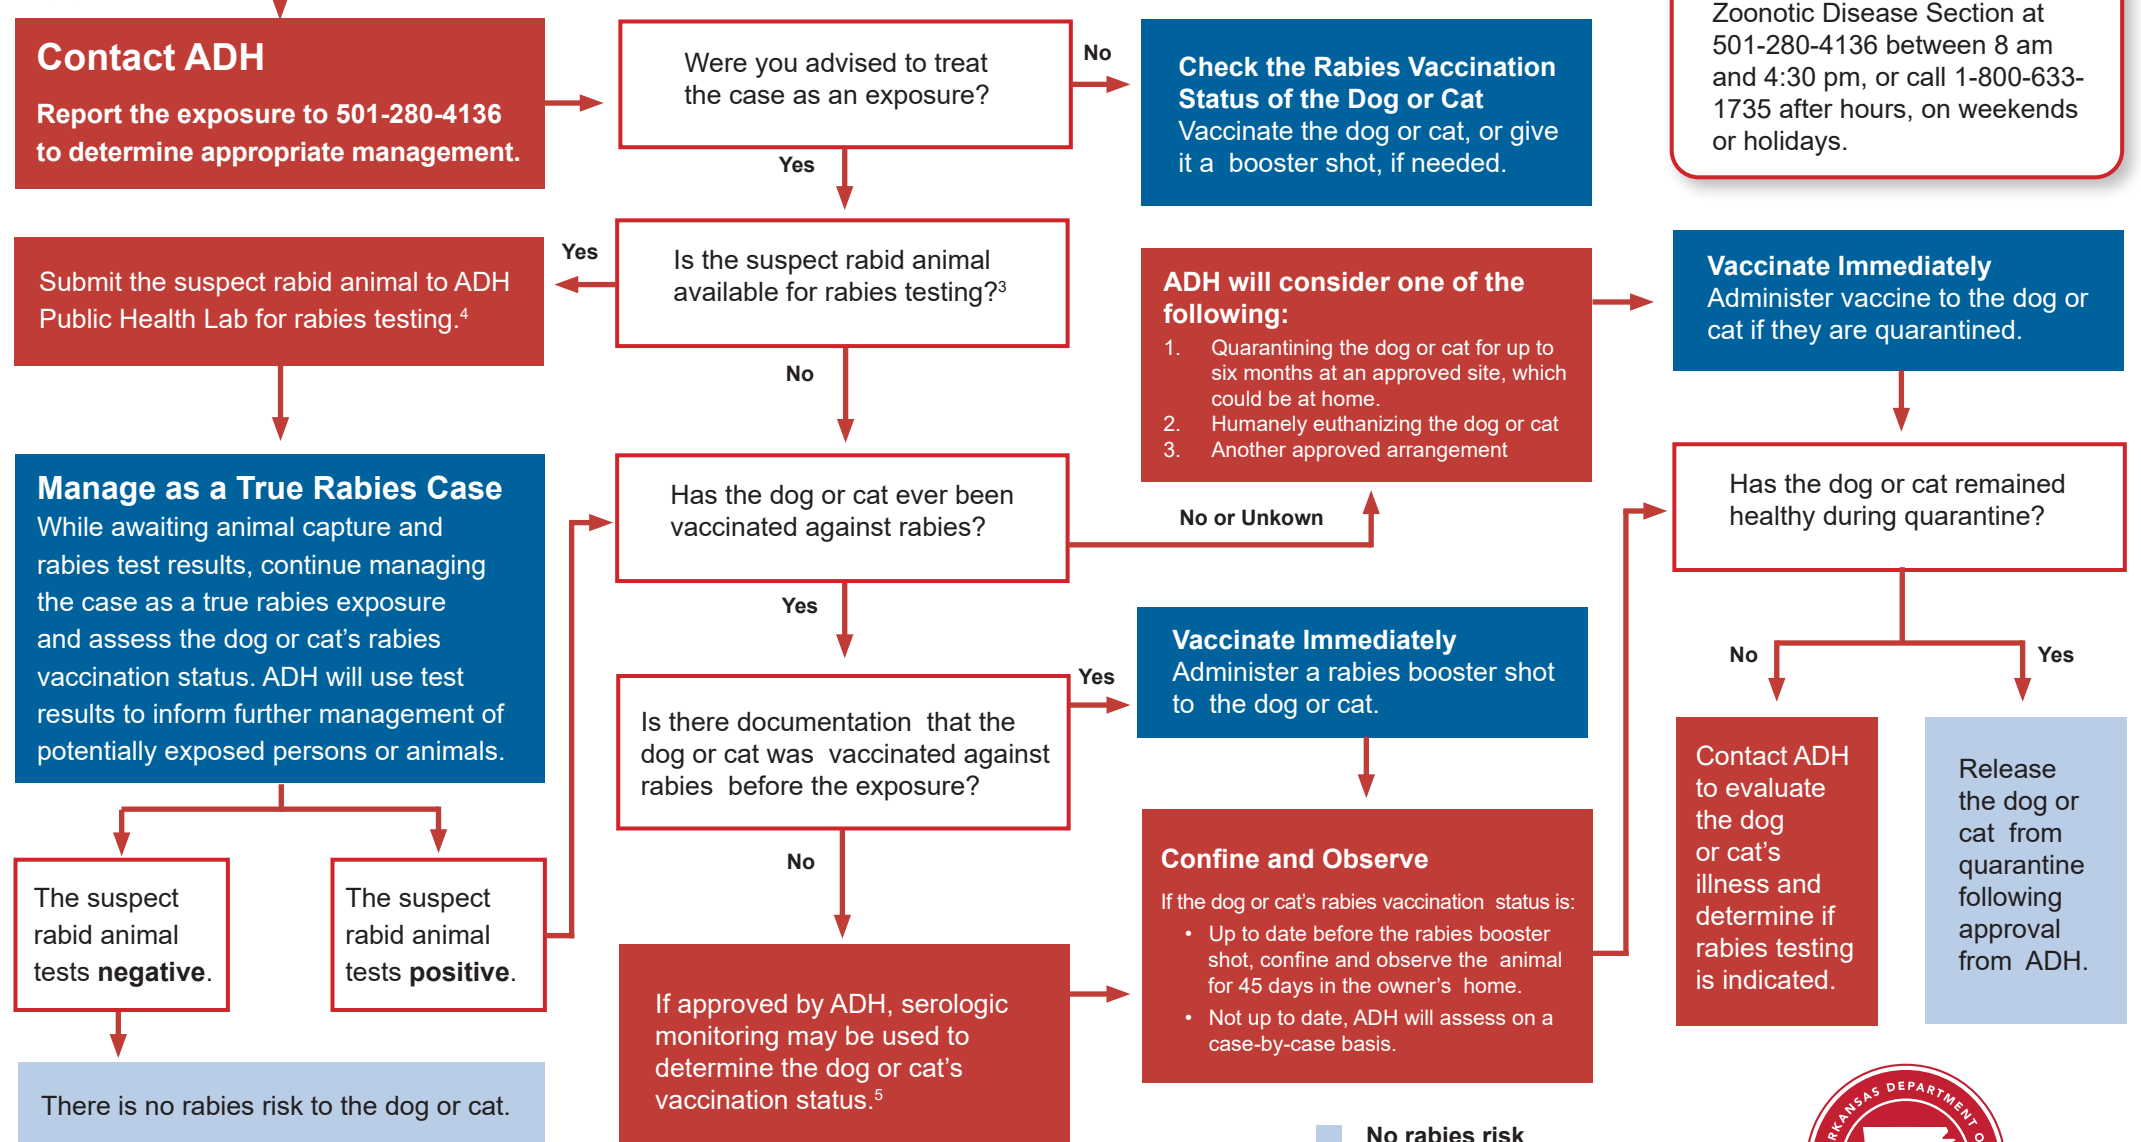 Contact ADH
Report the exposure to 501-280-4136
to determine appropriate management.
Were you advised to treat
the case as an exposure?
No
Check the Rabies Vaccination
Status of the Dog or Cat
Vaccinate the dog or cat, or give
it a booster shot, if needed.
Zoonotic Disease Section at
501-280-4136 between 8 am
and 4:30 pm, or call 1-800-633-
1735 after hours, on weekends
or holidays.
Yes
Is the suspect rabid animal
available for rabies testing?3
Yes
Submit the suspect rabid animal to ADH
Public Health Lab for rabies testing.4
No
ADH will consider one of the
following:
1. Quarantining the dog or cat for up to
six months at an approved site, which
could be at home.
2. Humanely euthanizing the dog or cat
3. Another approved arrangement
Vaccinate Immediately
Administer vaccine to the dog or
cat if they are quarantined.
Manage as a True Rabies Case
While awaiting animal capture and
rabies test results, continue managing
the case as a true rabies exposure
and assess the dog or cat's rabies
vaccination status. ADH will use test
results to inform further management of
potentially exposed persons or animals.
Has the dog or cat ever been
vaccinated against rabies?
No or Unkown
Has the dog or cat remained
healthy during quarantine?
Yes
Is there documentation that the
dog or cat was vaccinated against
rabies before the exposure?
Yes
Vaccinate Immediately
Administer a rabies booster shot
to the dog or cat.
No
Yes
The suspect
rabid animal
tests negative.
The suspect
rabid animal
tests positive.
No
Confine and Observe
If the dog or cat's rabies vaccination status is:
• Up to date before the rabies booster
shot, confine and observe the animal
for 45 days in the owner's home.
• Not up to date, ADH will assess on a
case-by-case basis.
Contact ADH
to evaluate
the dog
or cat's
illness and
determine if
rabies testing
is indicated.
Release
the dog or
cat from
quarantine
following
approval
from ADH.
There is no rabies risk to the dog or cat.
If approved by ADH, serologic
monitoring may be used to
determine the dog or cat's
vaccination status.5
No rabies risk
RKANSAS DEPARTMENT O